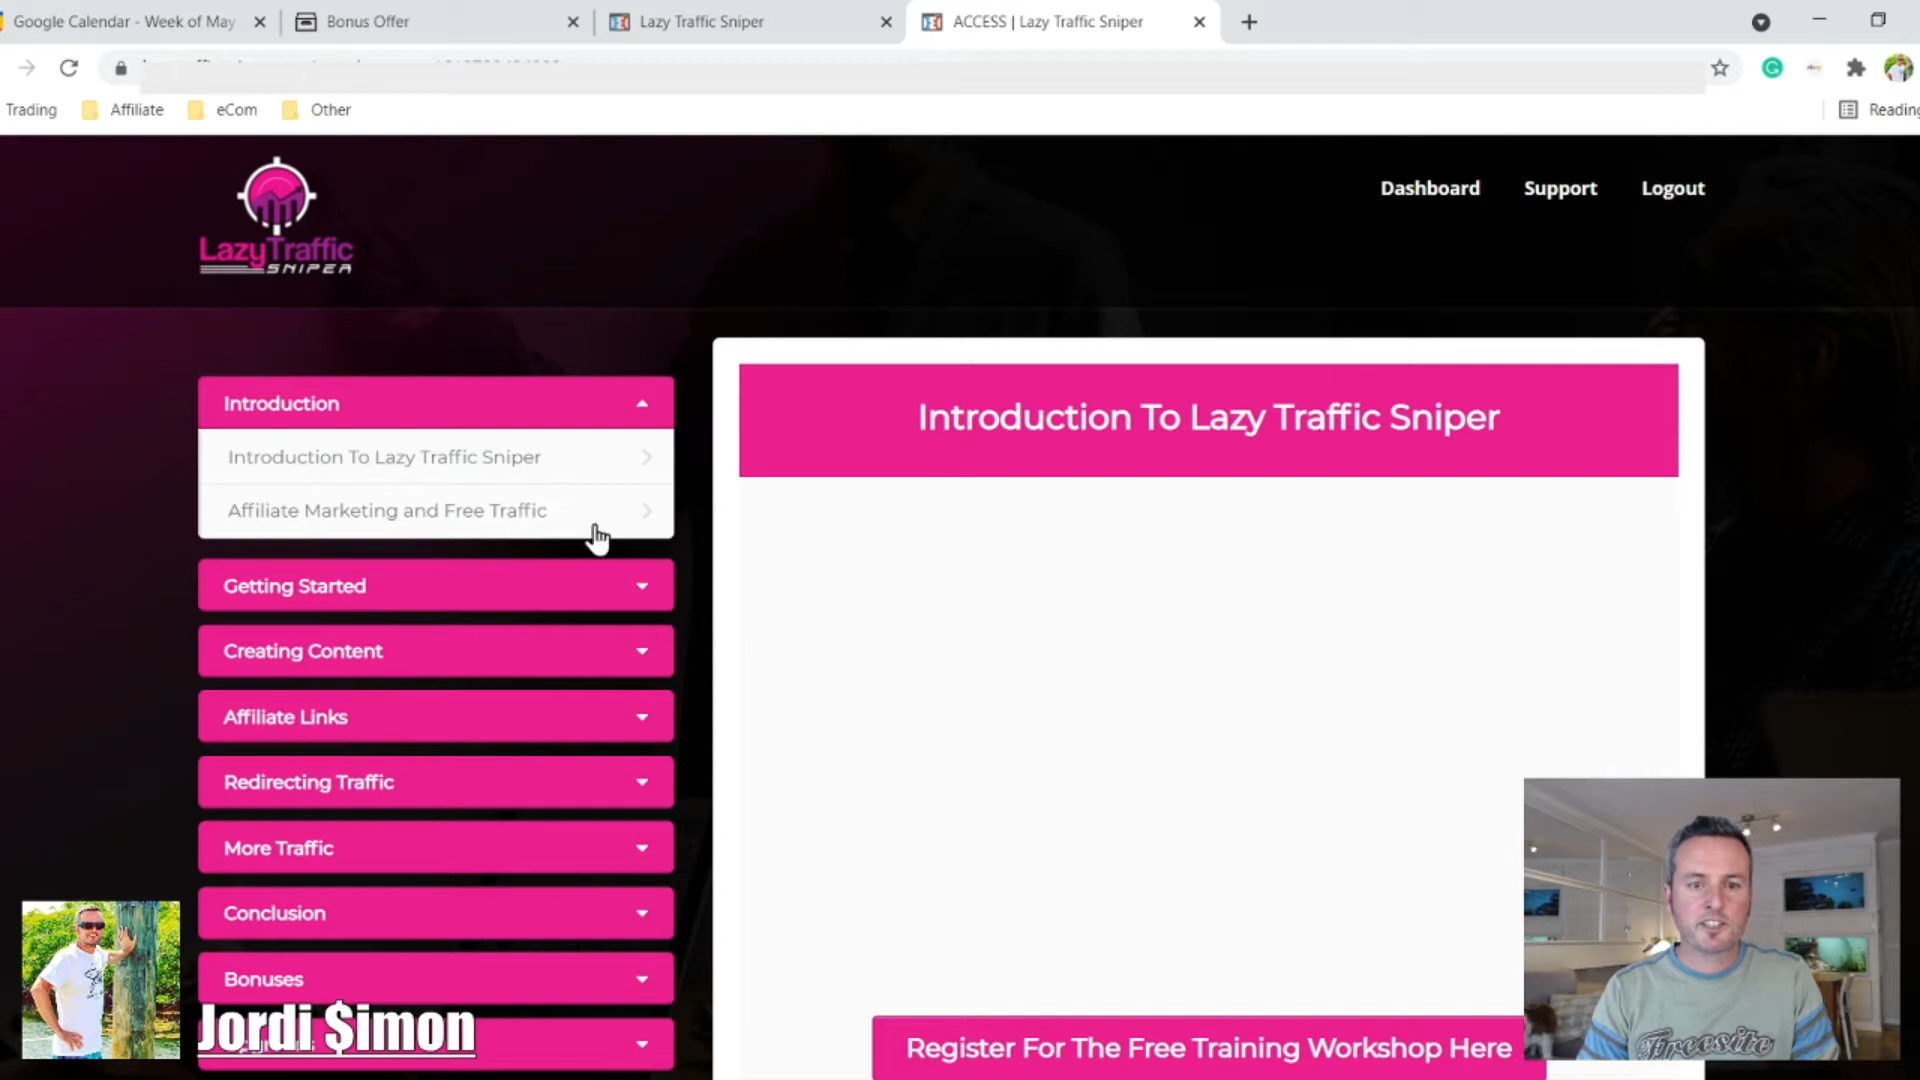 Google Calendar - Week of May
Bonus Offer
Lazy Traffic Sniper
ACCESS | Lazy Traffic Sniper
Trading
Affiliate
eCom
Other
Reading
LazyTraffic
SNIPER
Dashboard
Support
Logout
Introduction
Introduction To Lazy Traffic Sniper
Affiliate Marketing and Free Traffic
Getting Started
Creating Content
Affiliate Links
Redirecting Traffic
More Traffic
Conclusion
Bonuses
Jordi $imon
Introduction To Lazy Traffic Sniper
Register For The Free Training Workshop Here
Freesite